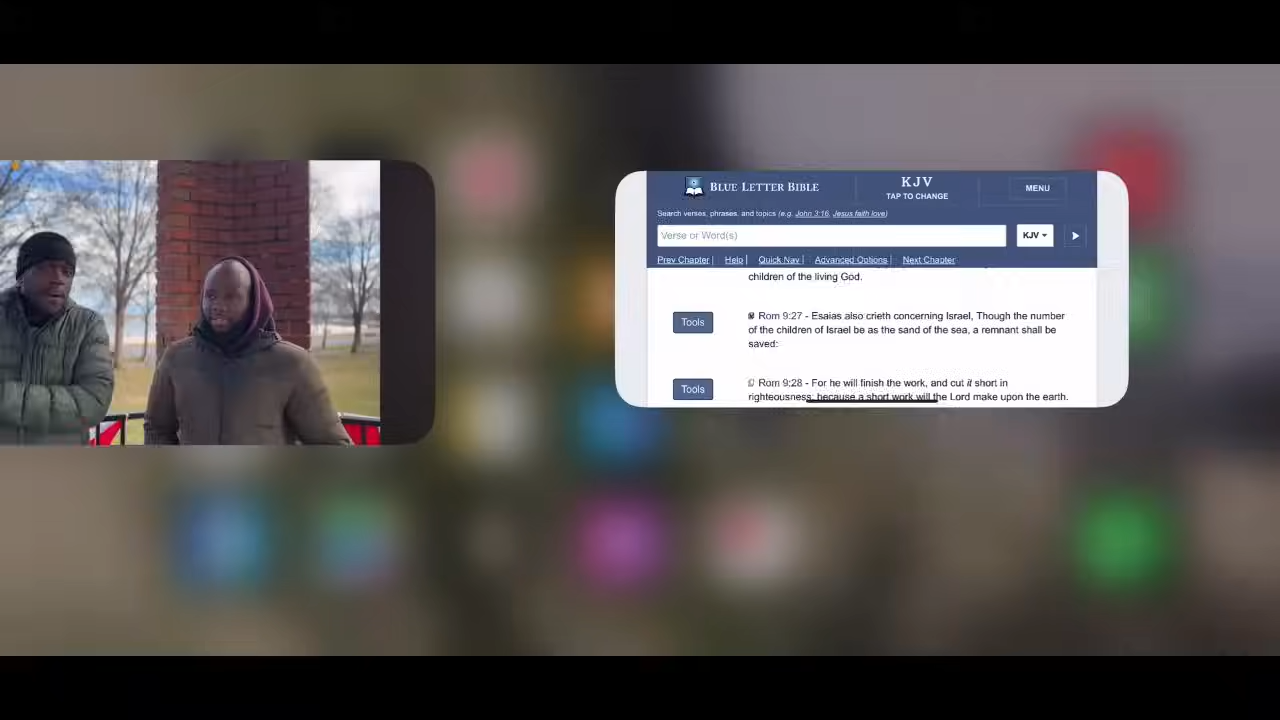 BLUE LETTER BIBLE
KJV
TAP TO CHANGE
MENU
Search verses, phrases, and topics (e.g. John 3:16, Jesus faith love)
Verse or Word(s)
KJV
Prev Chapter | Help | Quick Nav | Advanced Options | Next Chapter
children of the living God.
Tools
Rom 9:27 - Esaias also crieth concerning Israel, Though the number
of the children of Israel be as the sand of the sea, a remnant shall be
saved:
Tools
Rom 9:28 - For he will finish the work, and cut it short in
righteousness: because a short work will the Lord make upon the earth.